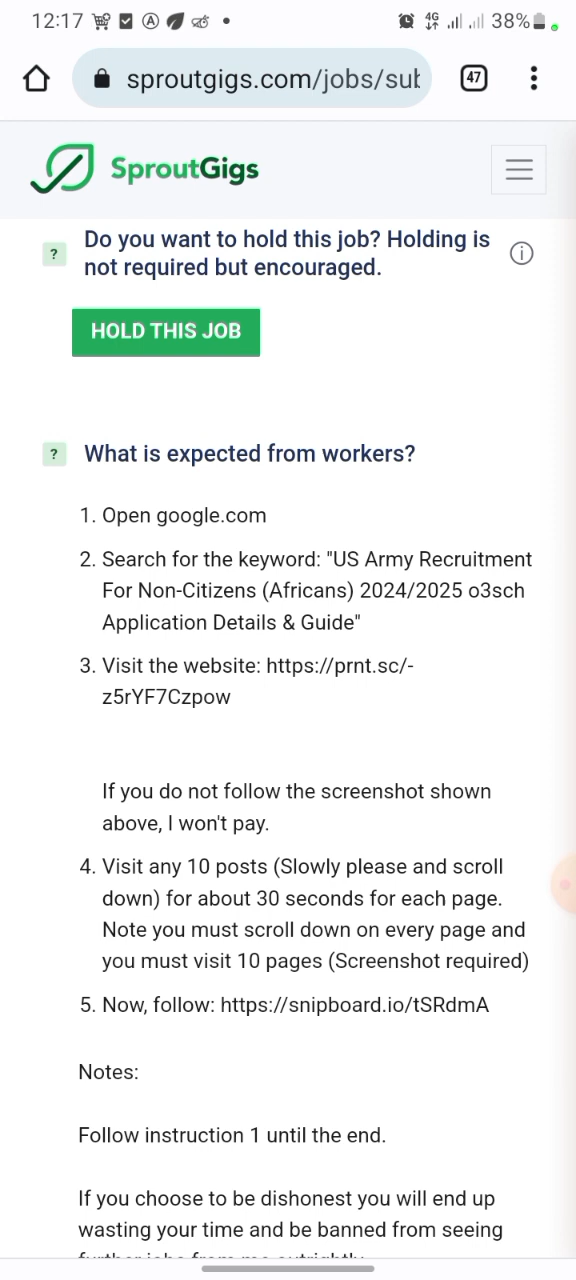 12:17 4G 38%
sproutgigs.com/jobs/sub 47
SproutGigs
? Do you want to hold this job? Holding is
not required but encouraged.
HOLD THIS JOB
? What is expected from workers?
1. Open google.com
2. Search for the keyword: "US Army Recruitment
For Non-Citizens (Africans) 2024/2025 o3sch
Application Details & Guide"
3. Visit the website: https://prnt.sc/-
z5rYF7Czpow
If you do not follow the screenshot shown
above, I won't pay.
4. Visit any 10 posts (Slowly please and scroll
down) for about 30 seconds for each page.
Note you must scroll down on every page and
you must visit 10 pages (Screenshot required)
5. Now, follow: https://snipboard.io/tSRdmA
Notes:
Follow instruction 1 until the end.
If you choose to be dishonest you will end up
wasting your time and be banned from seeing
further jobs from me outrightly